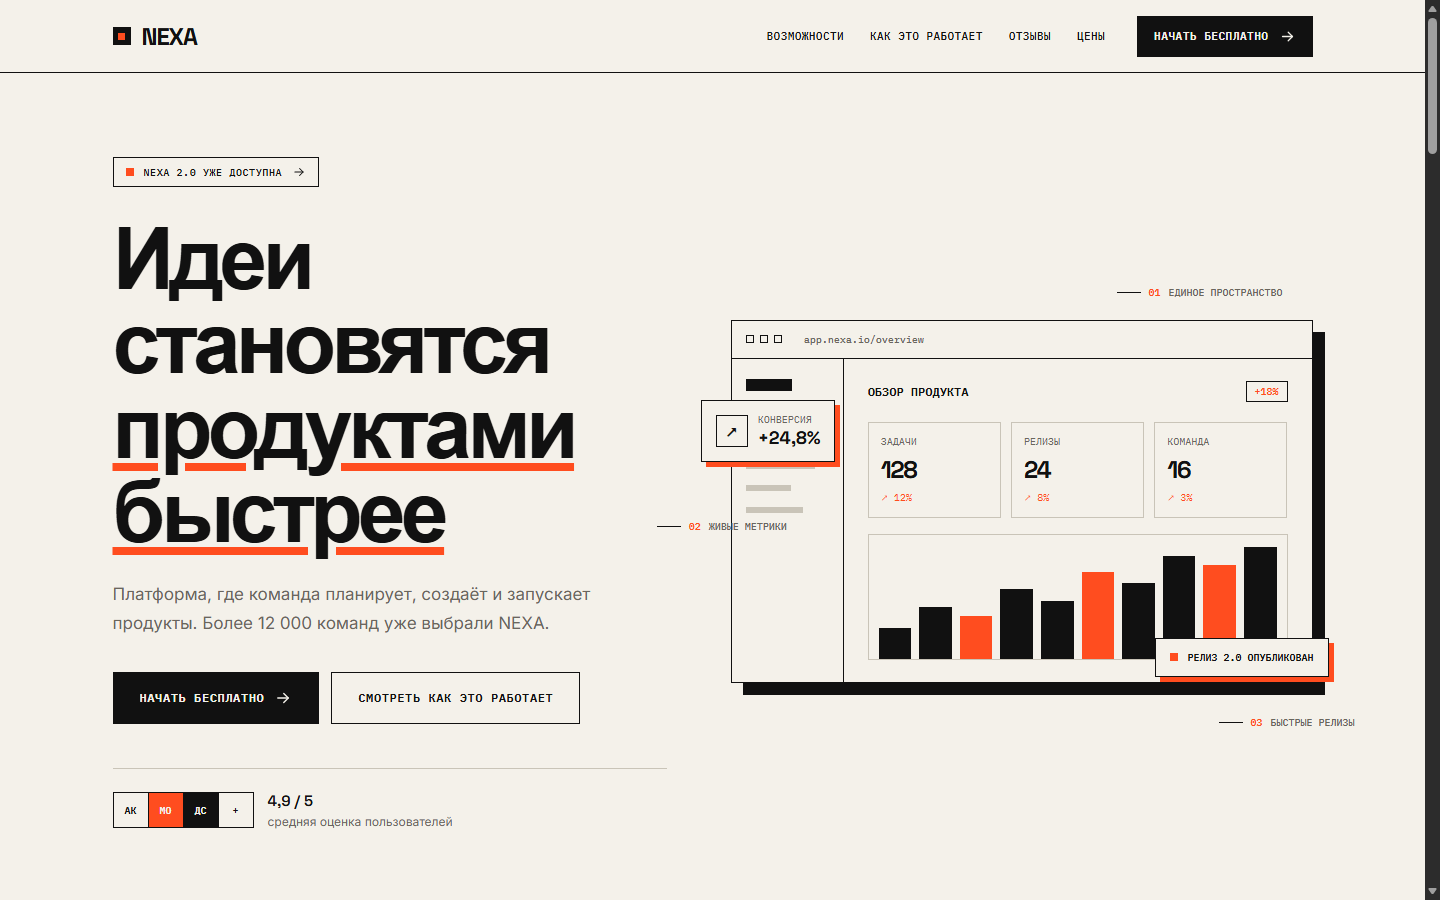 NEXA
ВОЗМОЖНОСТИ
КАК ЭТО РАБОТАЕТ
ОТЗЫВЫ
ЦЕНЫ
НАЧАТЬ БЕСПЛАТНО →
NEXA 2.0 УЖЕ ДОСТУПНА →
Идеи
становятся
продуктами
быстрее
Платформа, где команда планирует, создаёт и запускает
продукты. Более 12 000 команд уже выбрали NEXA.
НАЧАТЬ БЕСПЛАТНО →
СМОТРЕТЬ КАК ЭТО РАБОТАЕТ
АК
МО
ДС
+
4,9 / 5
средняя оценка пользователей
01 ЕДИНОЕ ПРОСТРАНСТВО
app.nexa.io/overview
ОБЗОР ПРОДУКТА
+18%
↗
КОНВЕРСИЯ
+24,8%
ЗАДАЧИ
128
↗ 12%
РЕЛИЗЫ
24
↗ 8%
КОМАНДА
16
↗ 3%
02 ЖИВЫЕ МЕТРИКИ
РЕЛИЗ 2.0 ОПУБЛИКОВАН
03 БЫСТРЫЕ РЕЛИЗЫ